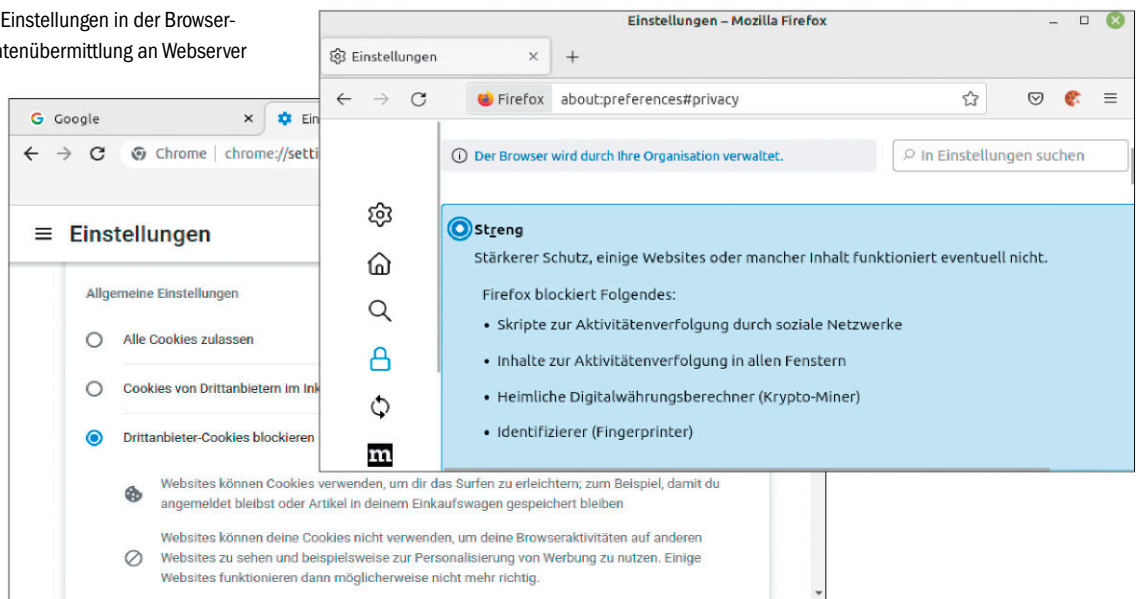 Einstellungen in der Browser-
tenübermittlung an Webserver
Einstellungen – Mozilla Firefox
Einstellungen
Firefox about:preferences#privacy
Der Browser wird durch Ihre Organisation verwaltet.
In Einstellungen suchen
Streng
Stärkerer Schutz, einige Websites oder mancher Inhalt funktioniert eventuell nicht.
Firefox blockiert Folgendes:
• Skripte zur Aktivitätenverfolgung durch soziale Netzwerke
• Inhalte zur Aktivitätenverfolgung in allen Fenstern
• Heimliche Digitalwährungsberechner (Krypto-Miner)
• Identifizierer (Fingerprinter)
m
G Google
Ein
Chrome | chrome://setti
Einstellungen
Allgemeine Einstellungen
Alle Cookies zulassen
Cookies von Drittanbietern im Ink
Drittanbieter-Cookies blockieren
Websites können Cookies verwenden, um dir das Surfen zu erleichtern; zum Beispiel, damit du
angemeldet bleibst oder Artikel in deinem Einkaufswagen gespeichert bleiben
Websites können deine Cookies nicht verwenden, um deine Browseraktivitäten auf anderen
Websites zu sehen und beispielsweise zur Personalisierung von Werbung zu nutzen. Einige
Websites funktionieren dann möglicherweise nicht mehr richtig.